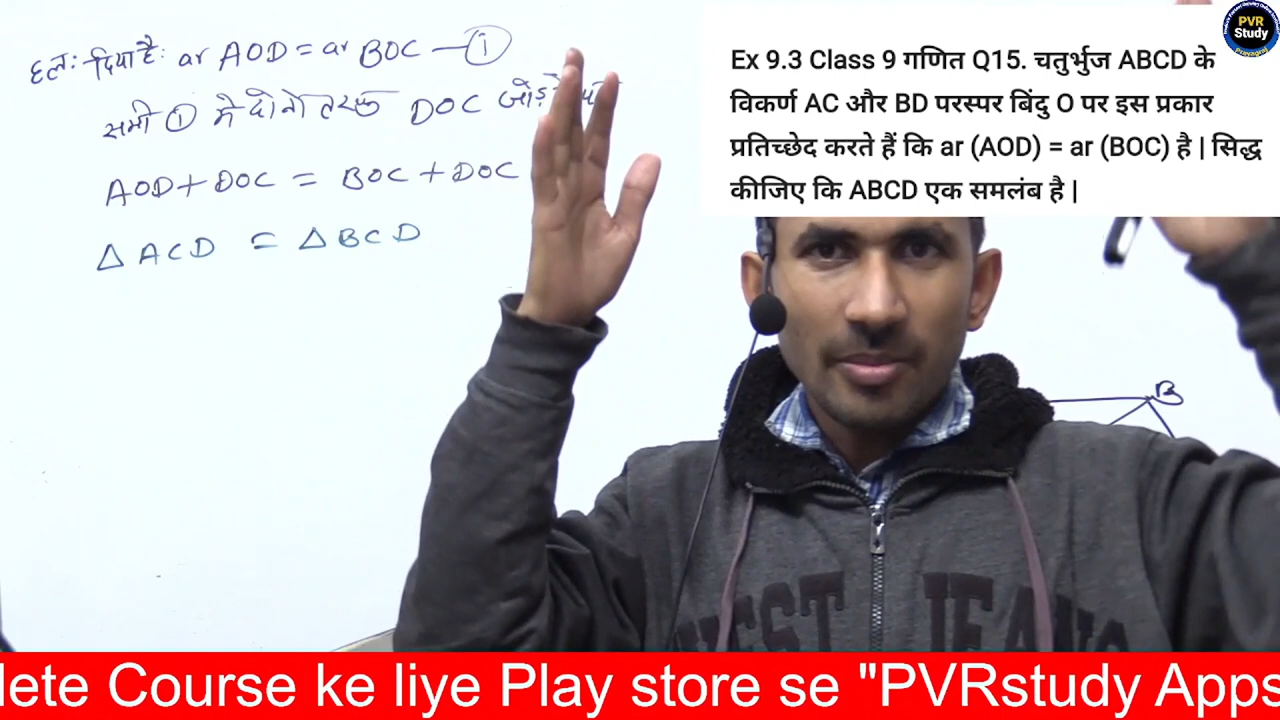 हल: दिया है: ar AOD = ar BOC — ①
समी ① में दोनों तरफ DOC
AOD + DOC = BOC + DOC
△ ACD = △ BCD
PVR
Study
Ex 9.3 Class 9 गणित Q15. चतुर्भुज ABCD के
विकर्ण AC और BD परस्पर बिंदु O पर इस प्रकार
प्रतिच्छेद करते हैं कि ar (AOD) = ar (BOC) है | सिद्ध
कीजिए कि ABCD एक समलंब है |
B
lete Course ke liye Play store se "PVRstudy Apps